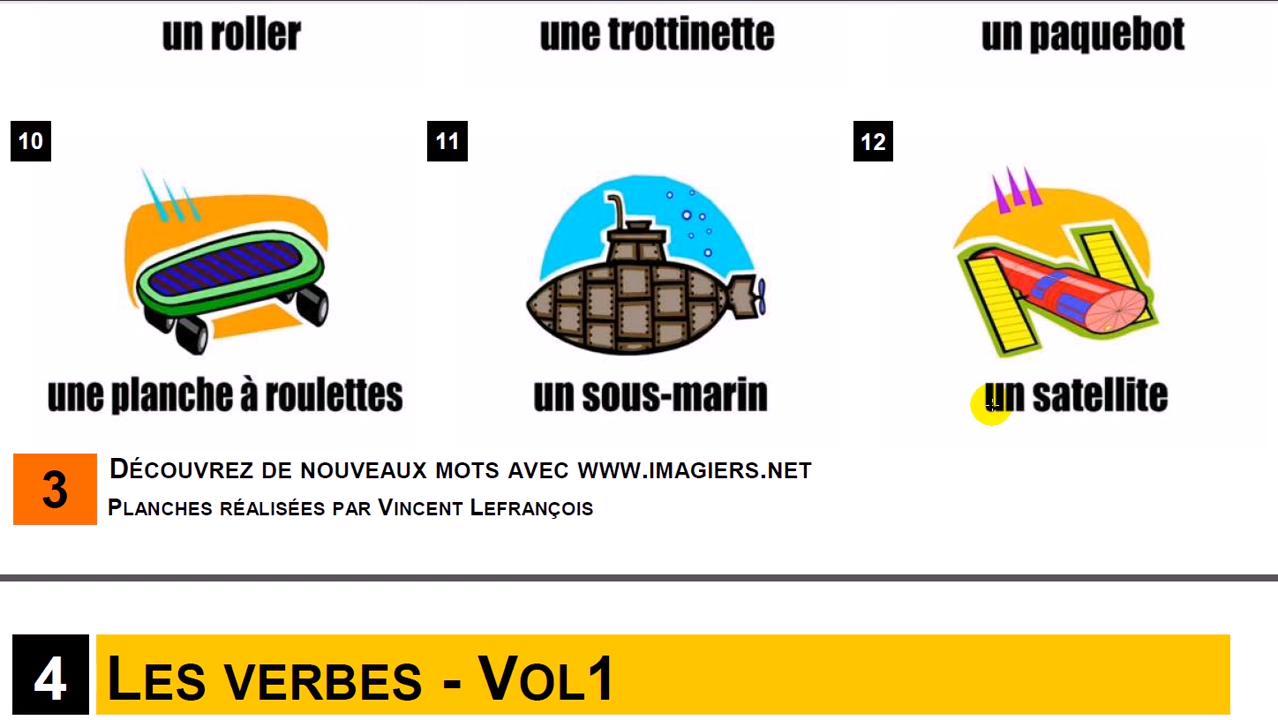 un roller
une trottinette
un paquebot
10
11
12
une planche à roulettes
un sous-marin
un satellite
3
DÉCOUVREZ DE NOUVEAUX MOTS AVEC WWW.IMAGIERS.NET
PLANCHES RÉALISÉES PAR VINCENT LEFRANÇOIS
4
LES VERBES - VOL1